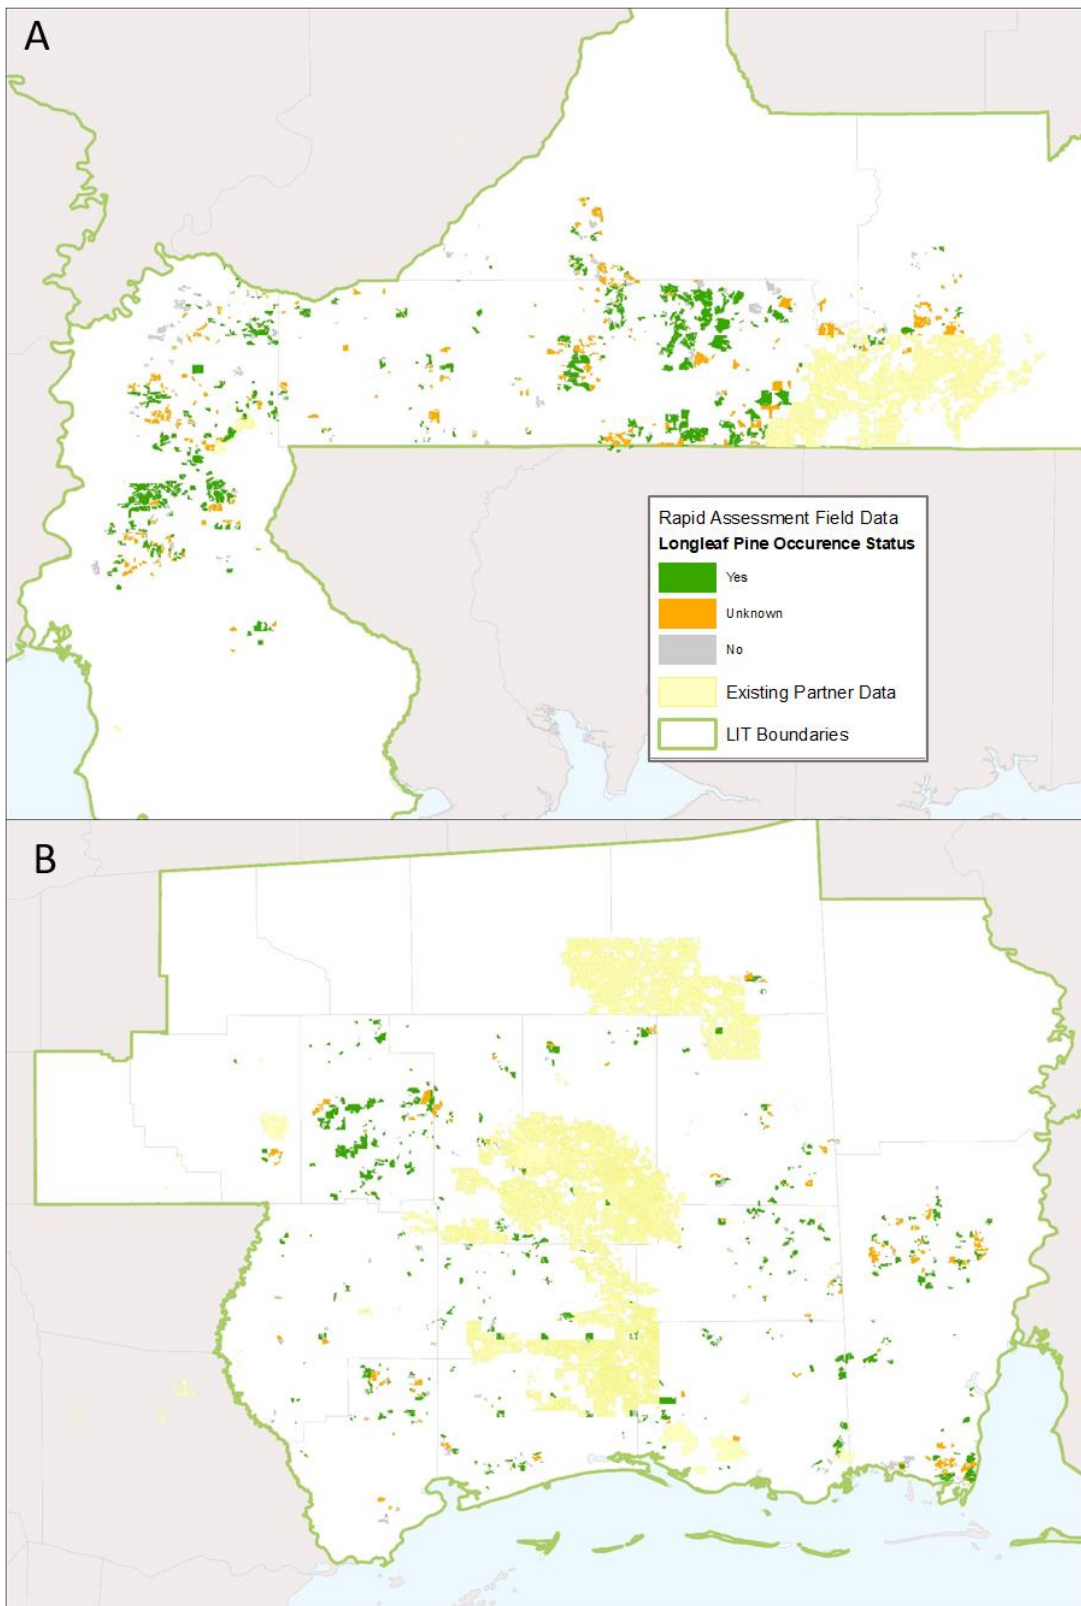 A
Rapid Assessment Field Data
Longleaf Pine Occurence Status
Yes
Unknown
No
Existing Partner Data
LIT Boundaries
B